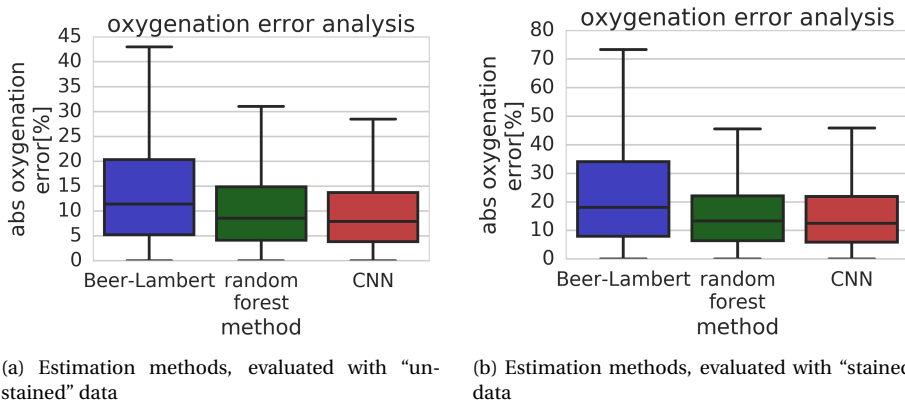 oxygenation error analysis
45
40
35
30
25
20
15
10
5
0
abs oxygenation
error[%]
Beer-Lambert random CNN
forest
method
(a) Estimation methods, evaluated with “un-
stained” data
oxygenation error analysis
80
70
60
50
40
30
20
10
0
abs oxygenation
error[%]
Beer-Lambert random CNN
forest
method
(b) Estimation methods, evaluated with “stained
data